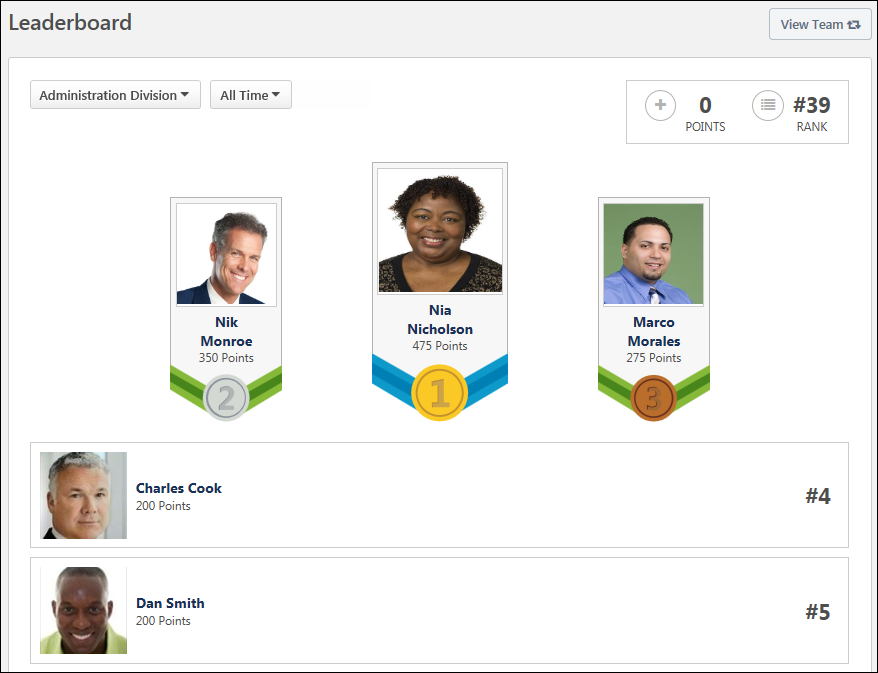 Leaderboard
View Team
Administration Division
All Time
0
POINTS
#39
RANK
Nik
Monroe
350 Points
2
Nia
Nicholson
475 Points
1
Marco
Morales
275 Points
3
Charles Cook
200 Points
#4
Dan Smith
200 Points
#5